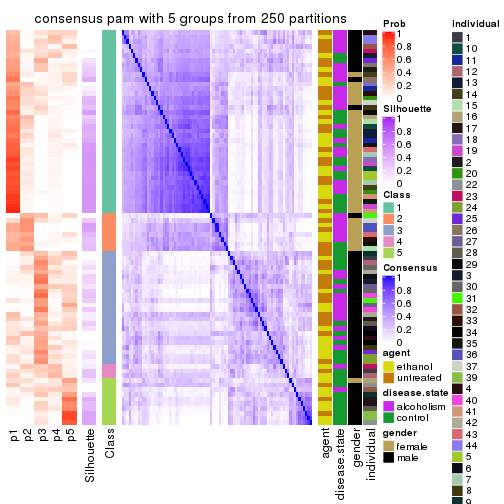 consensus pam with 5 groups from 250 partitions
p1
p2
p3
p4
p5
Silhouette
Class
agent
disease.state
gender
individual
Prob
1
0.8
0.6
0.4
0.2
0
Silhouette
1
0.8
0.6
0.4
0.2
0
Class
1
2
3
4
5
Consensus
1
0.8
0.6
0.4
0.2
0
agent
ethanol
untreated
disease.state
alcoholism
control
gender
female
male
individual
1
10
11
12
13
14
15
16
17
18
19
2
20
22
23
24
25
26
27
28
29
3
30
31
32
33
34
35
36
37
39
4
40
41
42
43
44
5
6
7
8
9